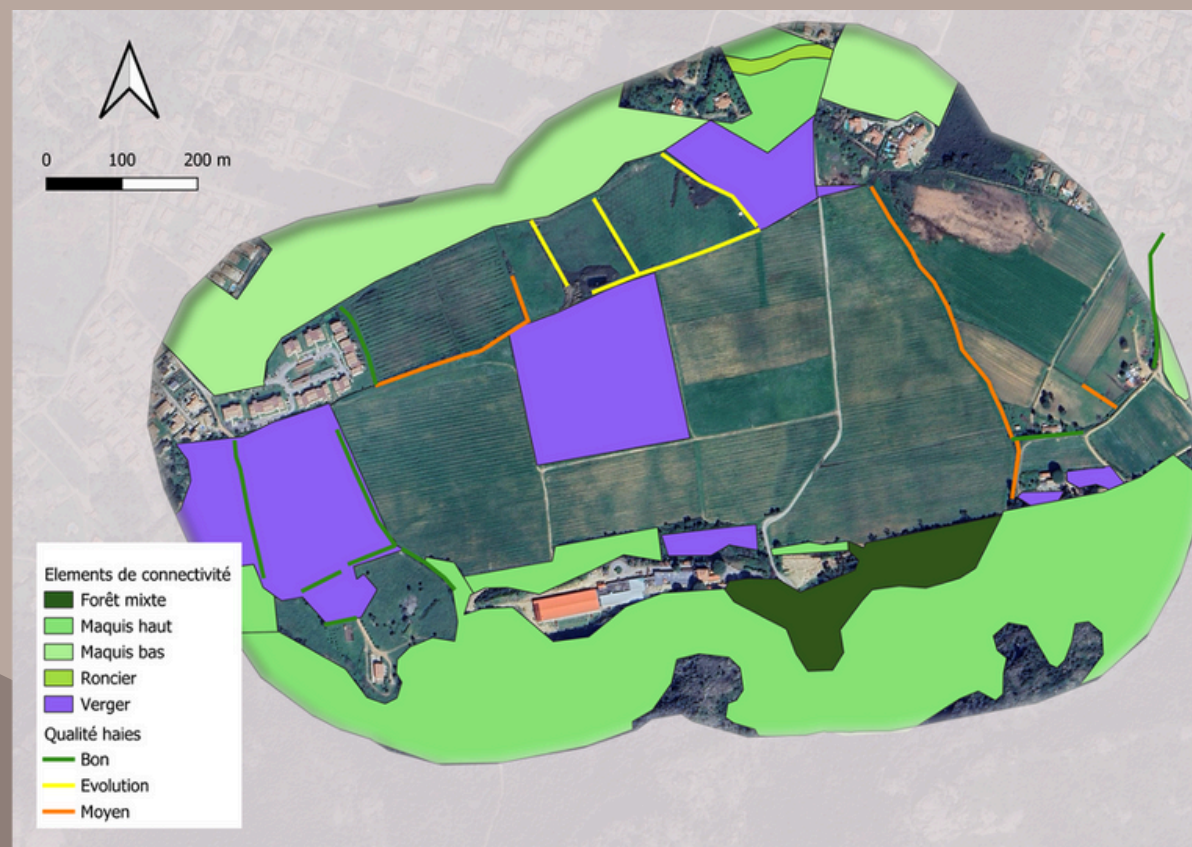 0 100 200 m
Elements de connectivité
Forêt mixte
Maquis haut
Maquis bas
Roncier
Verger
Qualité haies
Bon
Evolution
Moyen